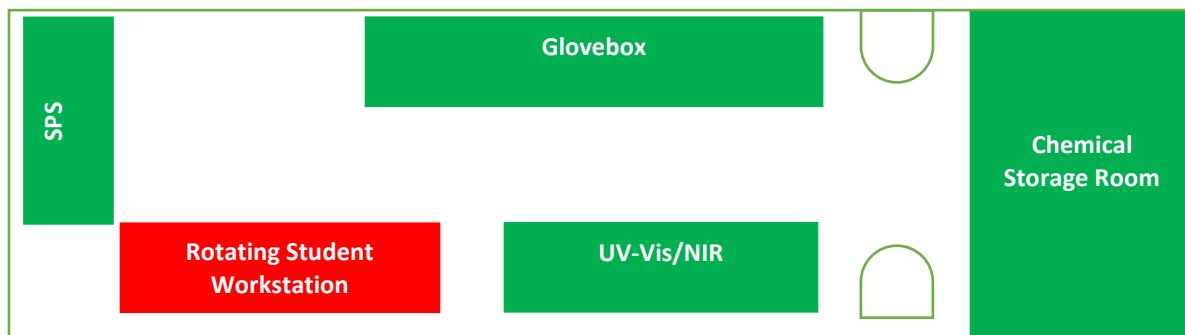 SPS
Glovebox
Chemical
Storage Room
Rotating Student
Workstation
UV-Vis/NIR